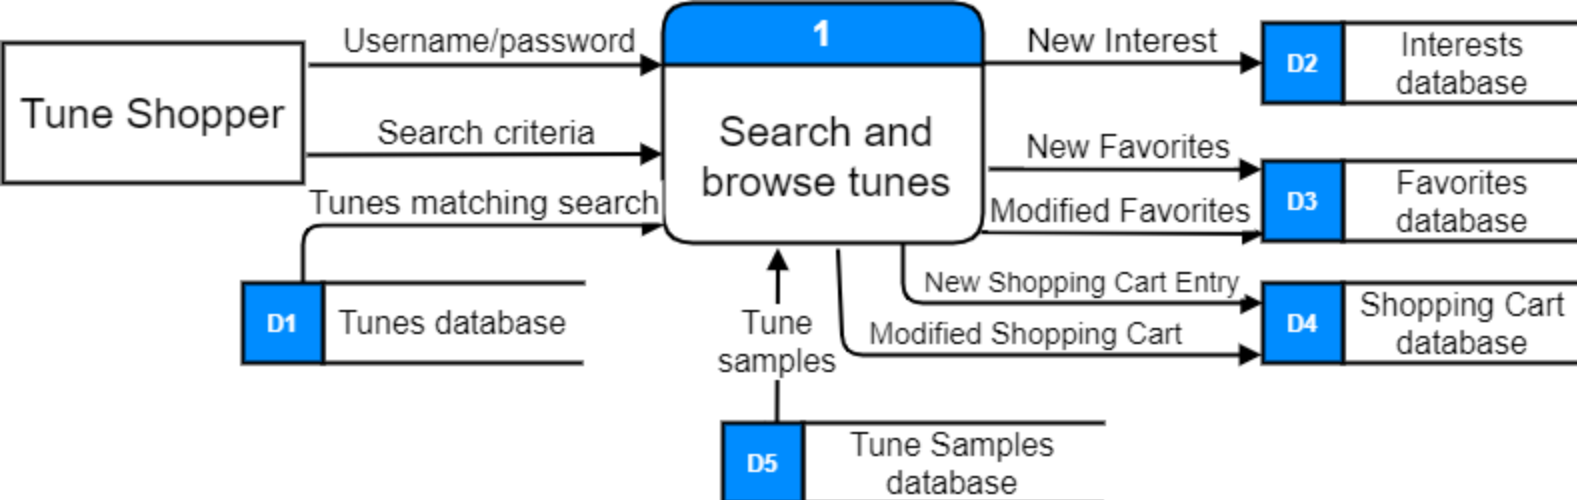 Username/password
1
New Interest
D2
Interests
database
Tune Shopper
Search criteria
Search and
browse tunes
New Favorites
Modified Favorites
D3
Favorites
database
Tunes matching search
D1
Tunes database
Tune
samples
New Shopping Cart Entry
Modified Shopping Cart
D4
Shopping Cart
database
D5
Tune Samples
database